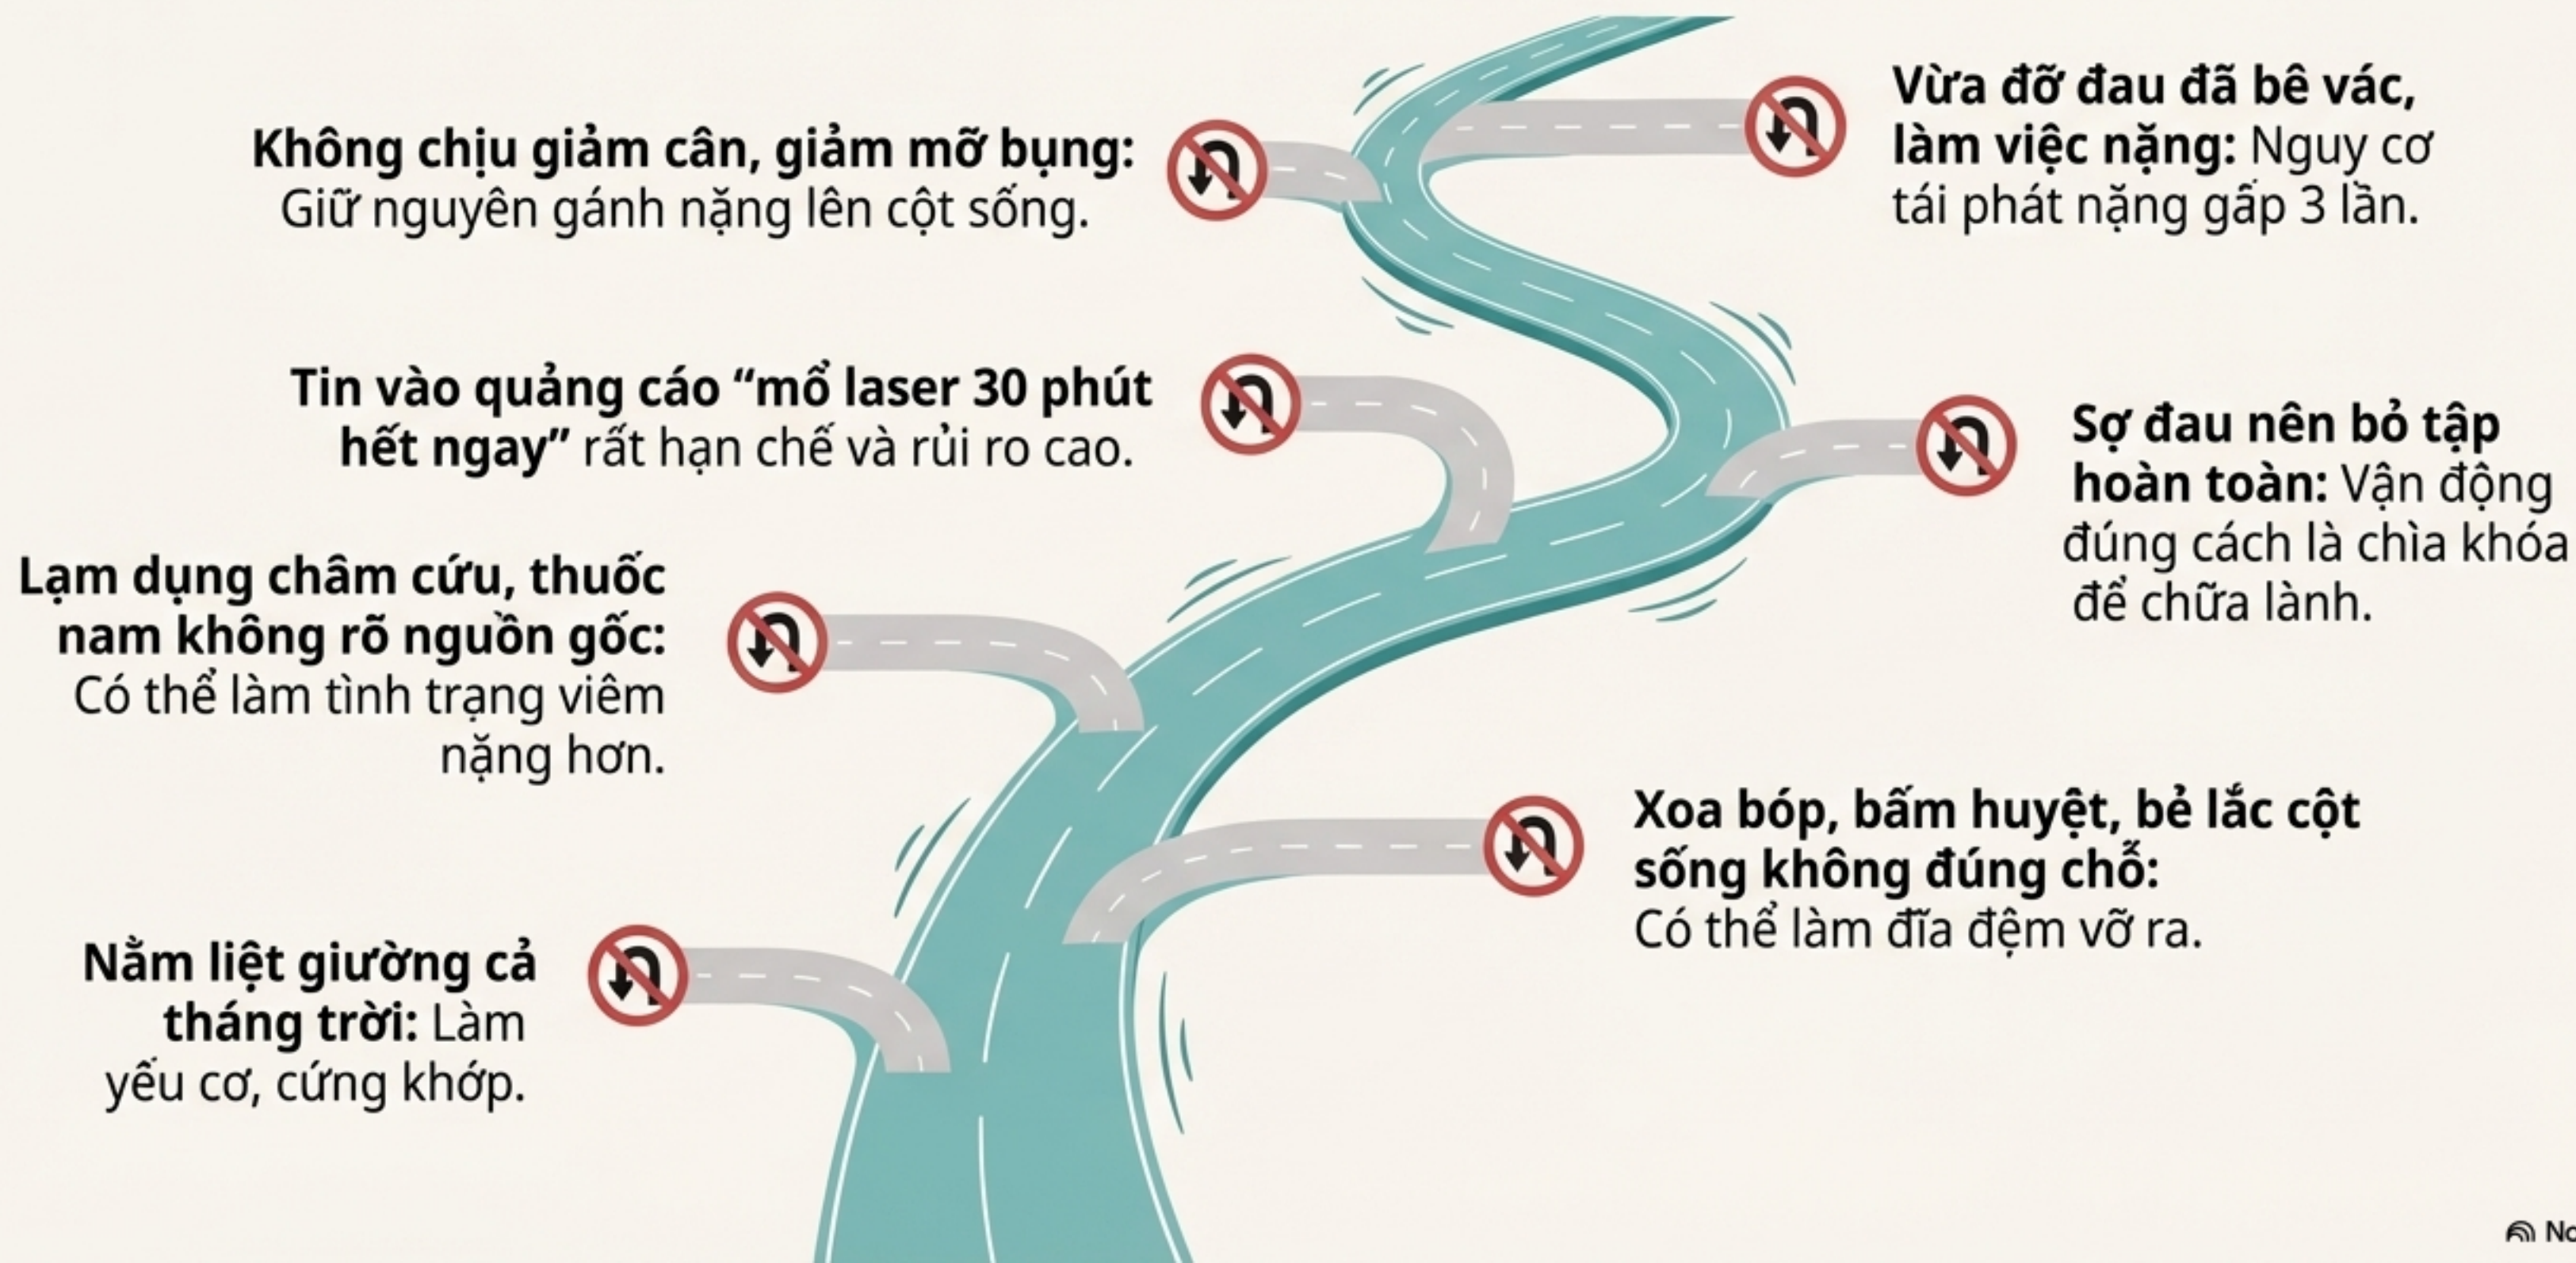 Không chịu giảm cân, giảm mỡ bụng:
Giữ nguyên gánh nặng lên cột sống.
Vừa đỡ đau đã bê vác,
làm việc nặng: Nguy cơ
tái phát nặng gấp 3 lần.
Tin vào quảng cáo “mổ laser 30 phút
hết ngay” rất hạn chế và rủi ro cao.
Sợ đau nên bỏ tập
hoàn toàn: Vận động
đúng cách là chìa khóa
để chữa lành.
Lạm dụng châm cứu, thuốc
nam không rõ nguồn gốc:
Có thể làm tình trạng viêm
nặng hơn.
Xoa bóp, bấm huyệt, bẻ lắc cột
sống không đúng chỗ:
Có thể làm đĩa đệm vỡ ra.
Nằm liệt giường cả
tháng trời: Làm
yếu cơ, cứng khớp.